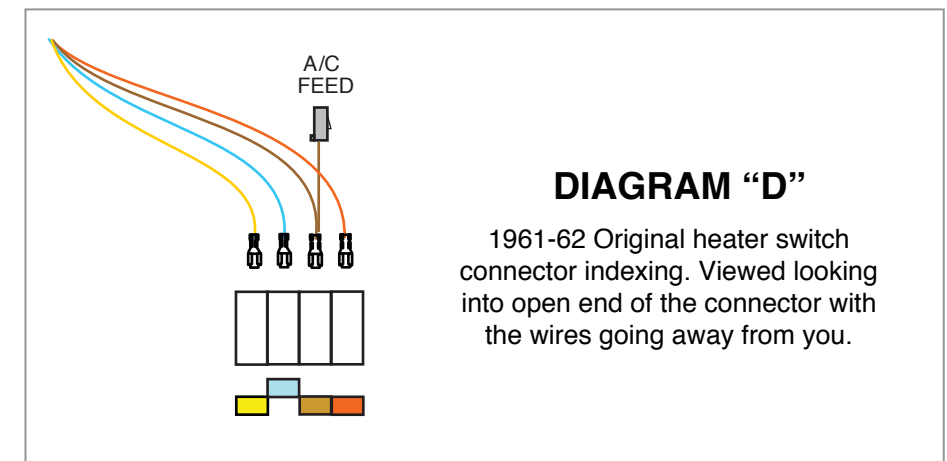 A/C
FEED
DIAGRAM “D”
1961-62 Original heater switch
connector indexing. Viewed looking
into open end of the connector with
the wires going away from you.